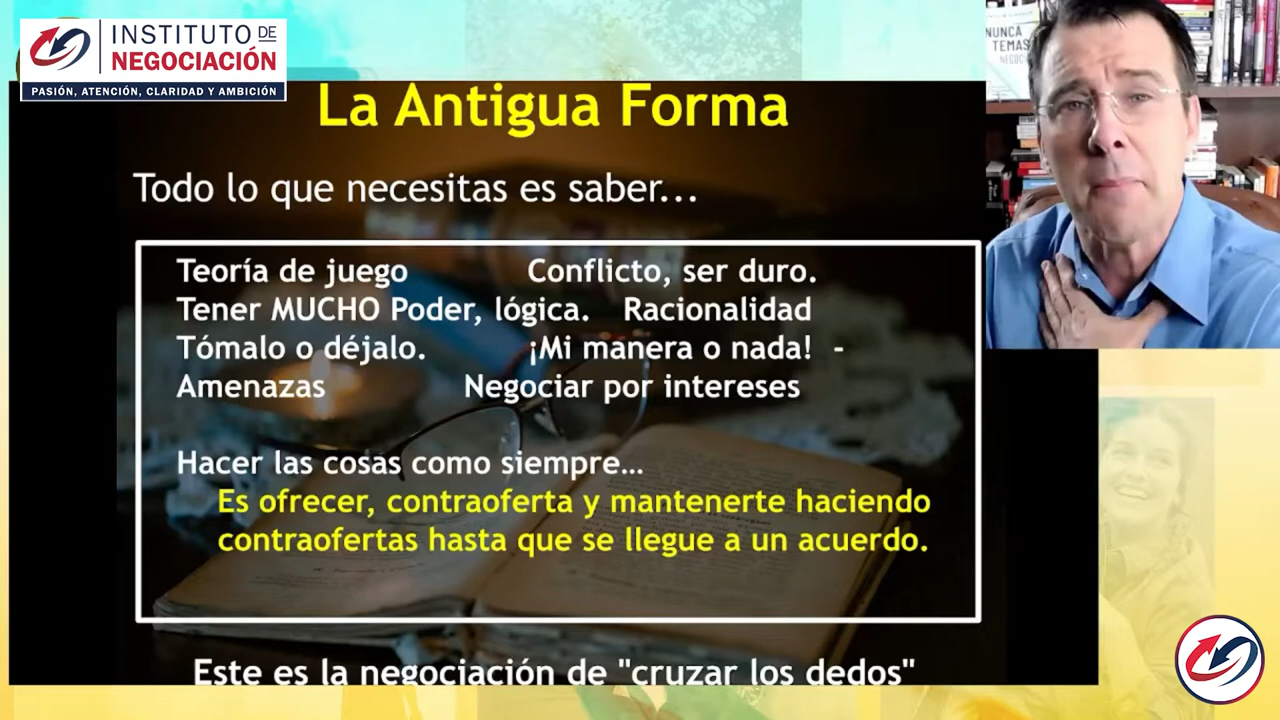 INSTITUTO DE
NEGOCIACIÓN
PASIÓN, ATENCIÓN, CLARIDAD Y AMBICIÓN
NUNCA
TEMAS
La Antigua Forma
Todo lo que necesitas es saber...
Teoría de juego Conflicto, ser duro.
Tener MUCHO Poder, lógica. Racionalidad
Tómalo o déjalo. ¡Mi manera o nada! -
Amenazas Negociar por intereses
Hacer las cosas como siempre…
Es ofrecer, contraoferta y mantenerte haciendo
contraofertas hasta que se llegue a un acuerdo.
Este es la negociación de "cruzar los dedos"